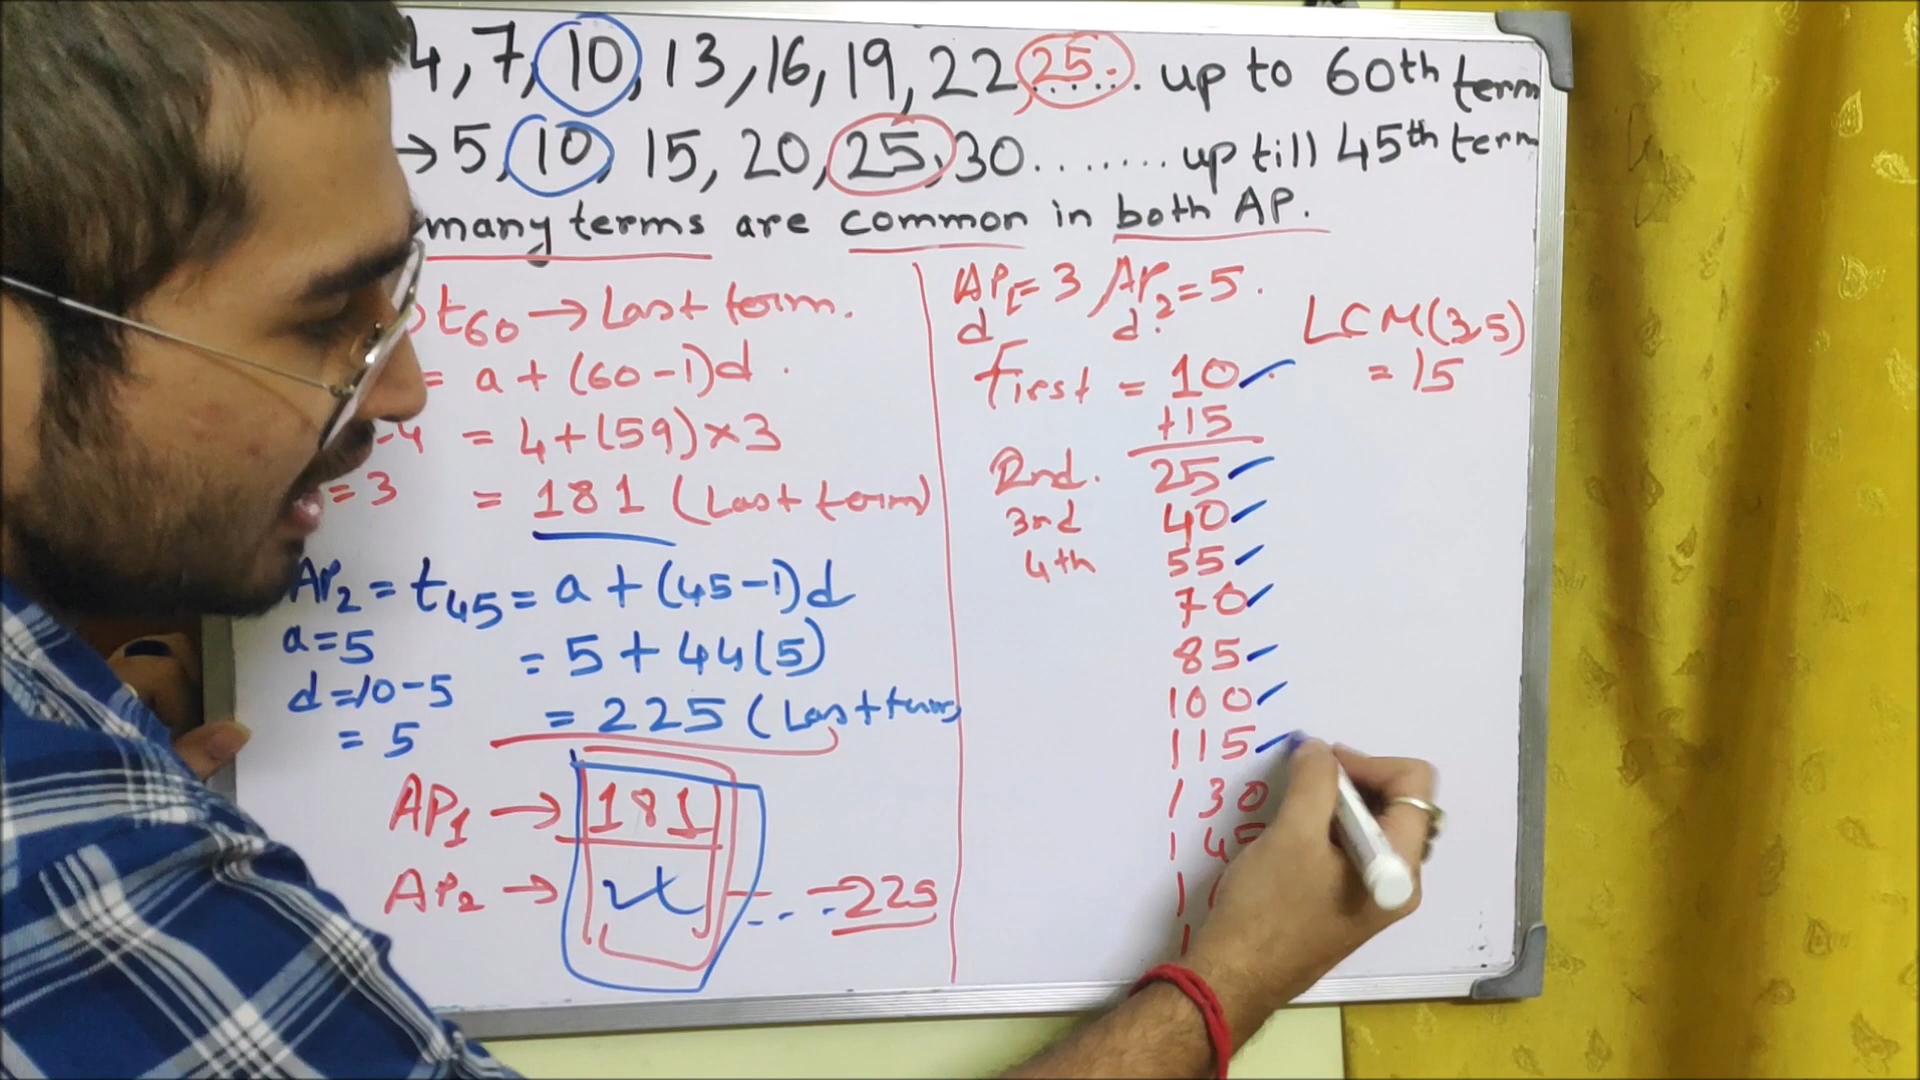 4, 7, 10, 13, 16, 19, 22, 25...... up to 60th term
→ 5, 10, 15, 20, 25, 30........ up till 45th term
many terms are common in both AP.
t60 → Last term.
= a + (60-1)d.
-4 = 4+(59)×3
= 3 = 181 (Last term)
AP2 = t45 = a + (45-1)d
a=5 = 5 + 44(5)
d=10-5 = 225 (Last term)
= 5
AP1 → 181
AP2 → ... 225
AP1 = 3 / AP2 = 5.
d d
LCM(3,5)
= 15
First = 10
+15
2nd. 25
3rd 40
4th 55
70
85
100
115
130
145
1
1